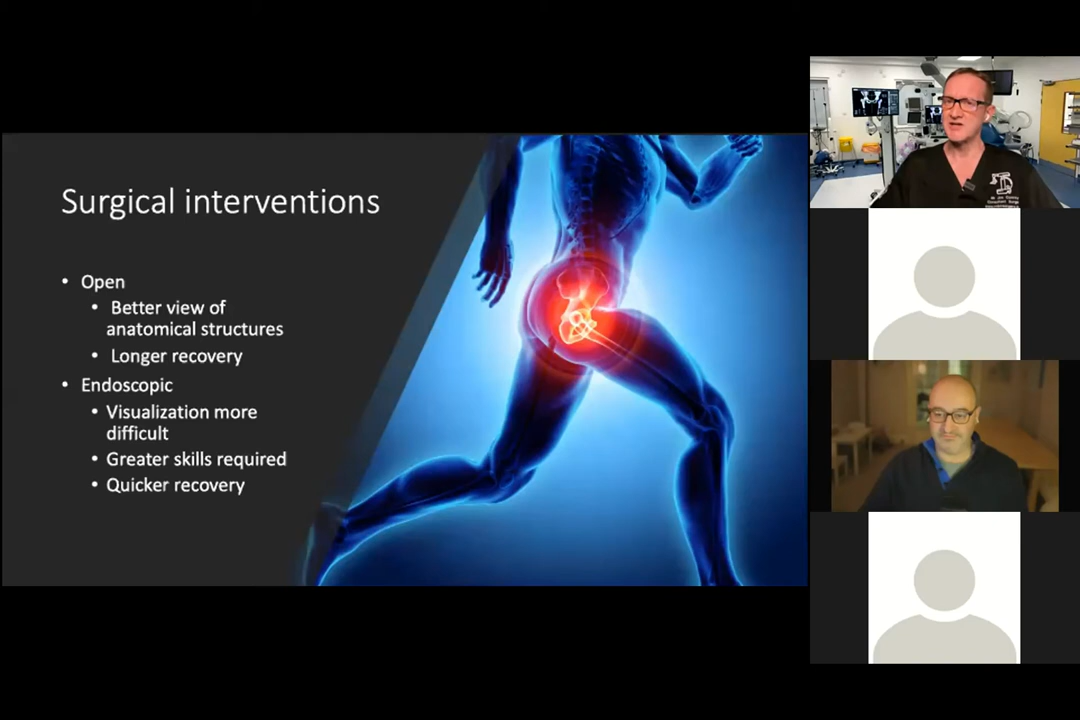 Surgical interventions
• Open
• Better view of
anatomical structures
• Longer recovery
• Endoscopic
• Visualization more
difficult
• Greater skills required
• Quicker recovery